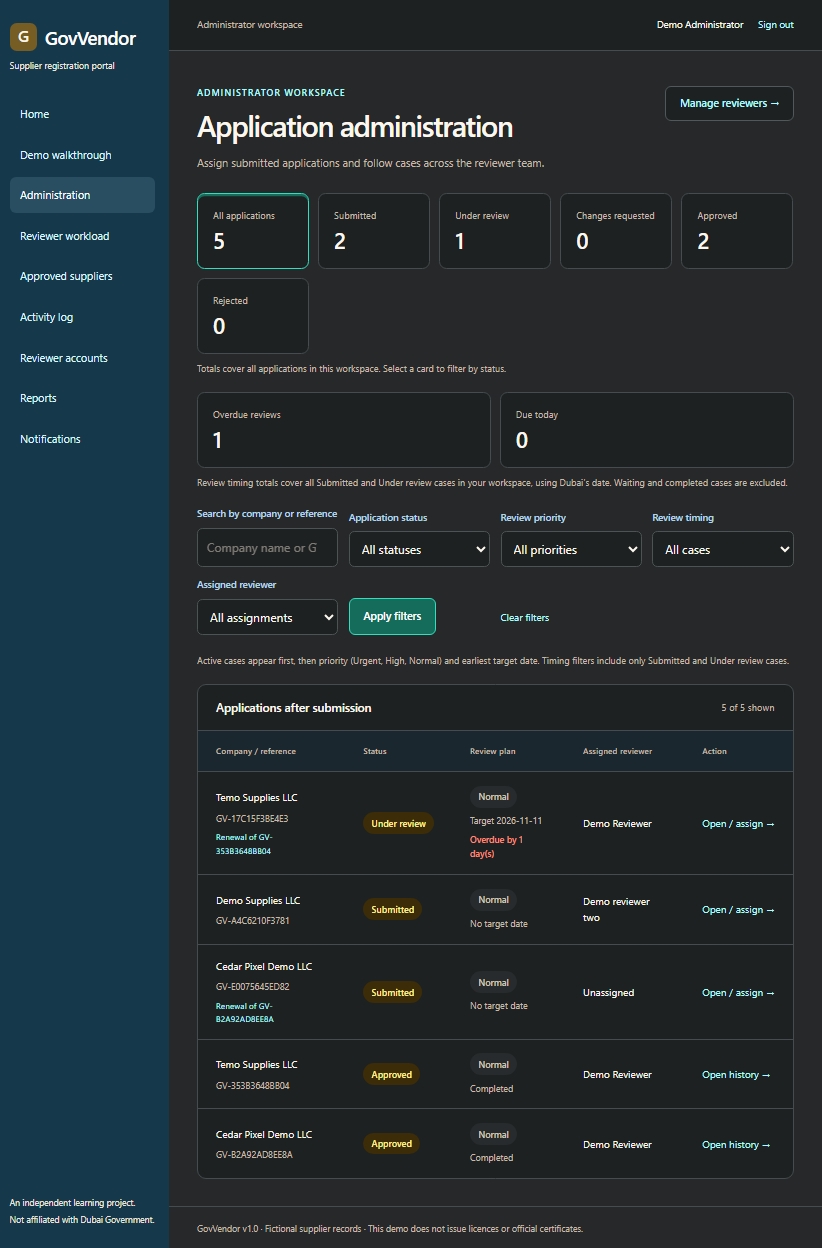 G GovVendor
Supplier registration portal
Home
Demo walkthrough
Administration
Reviewer workload
Approved suppliers
Activity log
Reviewer accounts
Reports
Notifications
An independent learning project.
Not affiliated with Dubai Government.
Administrator workspace
Demo Administrator Sign out
ADMINISTRATOR WORKSPACE
Application administration
Manage reviewers →
Assign submitted applications and follow cases across the reviewer team.
All applications
5
Submitted
2
Under review
1
Changes requested
0
Approved
2
Rejected
0
Totals cover all applications in this workspace. Select a card to filter by status.
Overdue reviews
1
Due today
0
Review timing totals cover all Submitted and Under review cases in your workspace, using Dubai's date. Waiting and completed cases are excluded.
Search by company or reference
Company name or G
Application status
All statuses
Review priority
All priorities
Review timing
All cases
Assigned reviewer
All assignments
Apply filters
Clear filters
Active cases appear first, then priority (Urgent, High, Normal) and earliest target date. Timing filters include only Submitted and Under review cases.
Applications after submission
5 of 5 shown
Company / reference Status Review plan Assigned reviewer Action
Temo Supplies LLC
GV-17C15F3BE4E3
Renewal of GV-
353B3648BB04
Under review
Normal
Target 2026-11-11
Overdue by 1
day(s)
Demo Reviewer
Open / assign →
Demo Supplies LLC
GV-A4C6210F3781
Submitted
Normal
No target date
Demo reviewer
two
Open / assign →
Cedar Pixel Demo LLC
GV-E0075645ED82
Renewal of GV-
B2A92AD8EE8A
Submitted
Normal
No target date
Unassigned
Open / assign →
Temo Supplies LLC
GV-353B3648BB04
Approved
Normal
Completed
Demo Reviewer
Open history →
Cedar Pixel Demo LLC
GV-B2A92AD8EE8A
Approved
Normal
Completed
Demo Reviewer
Open history →
GovVendor v1.0 · Fictional supplier records · This demo does not issue licences or official certificates.